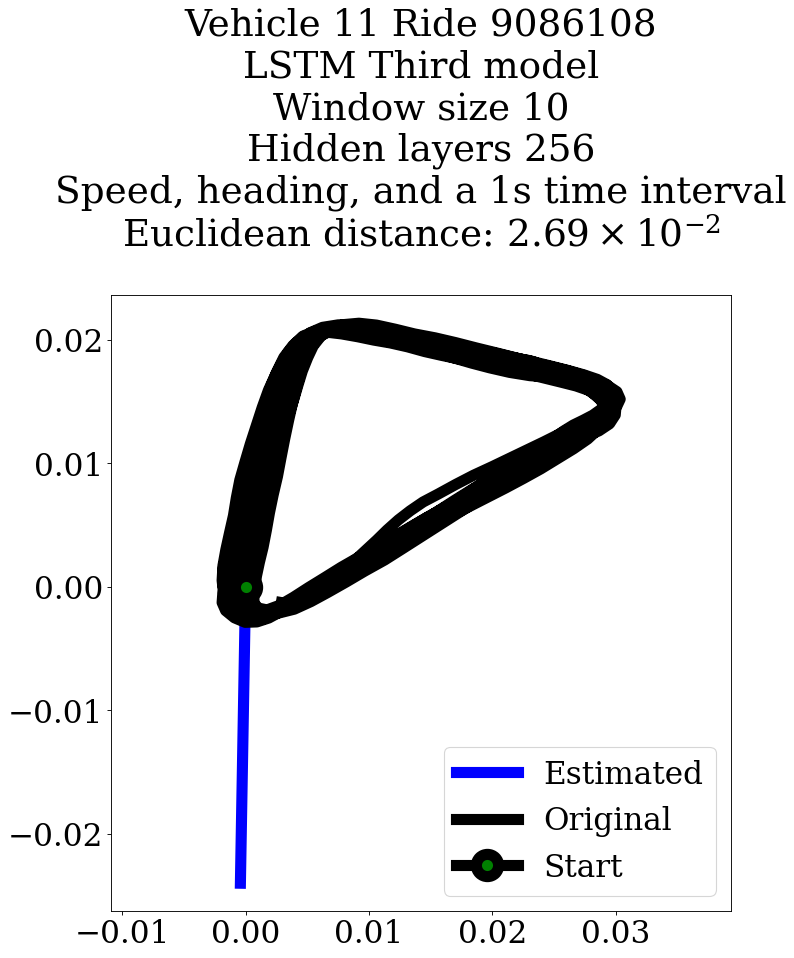 Vehicle 11 Ride 9086108
LSTM Third model
Window size 10
Hidden layers 256
Speed, heading, and a 1s time interval
Euclidean distance: 2.69 × 10⁻²
0.02
0.01
0.00
−0.01
−0.02
Estimated
Original
Start
−0.01 0.00 0.01 0.02 0.03